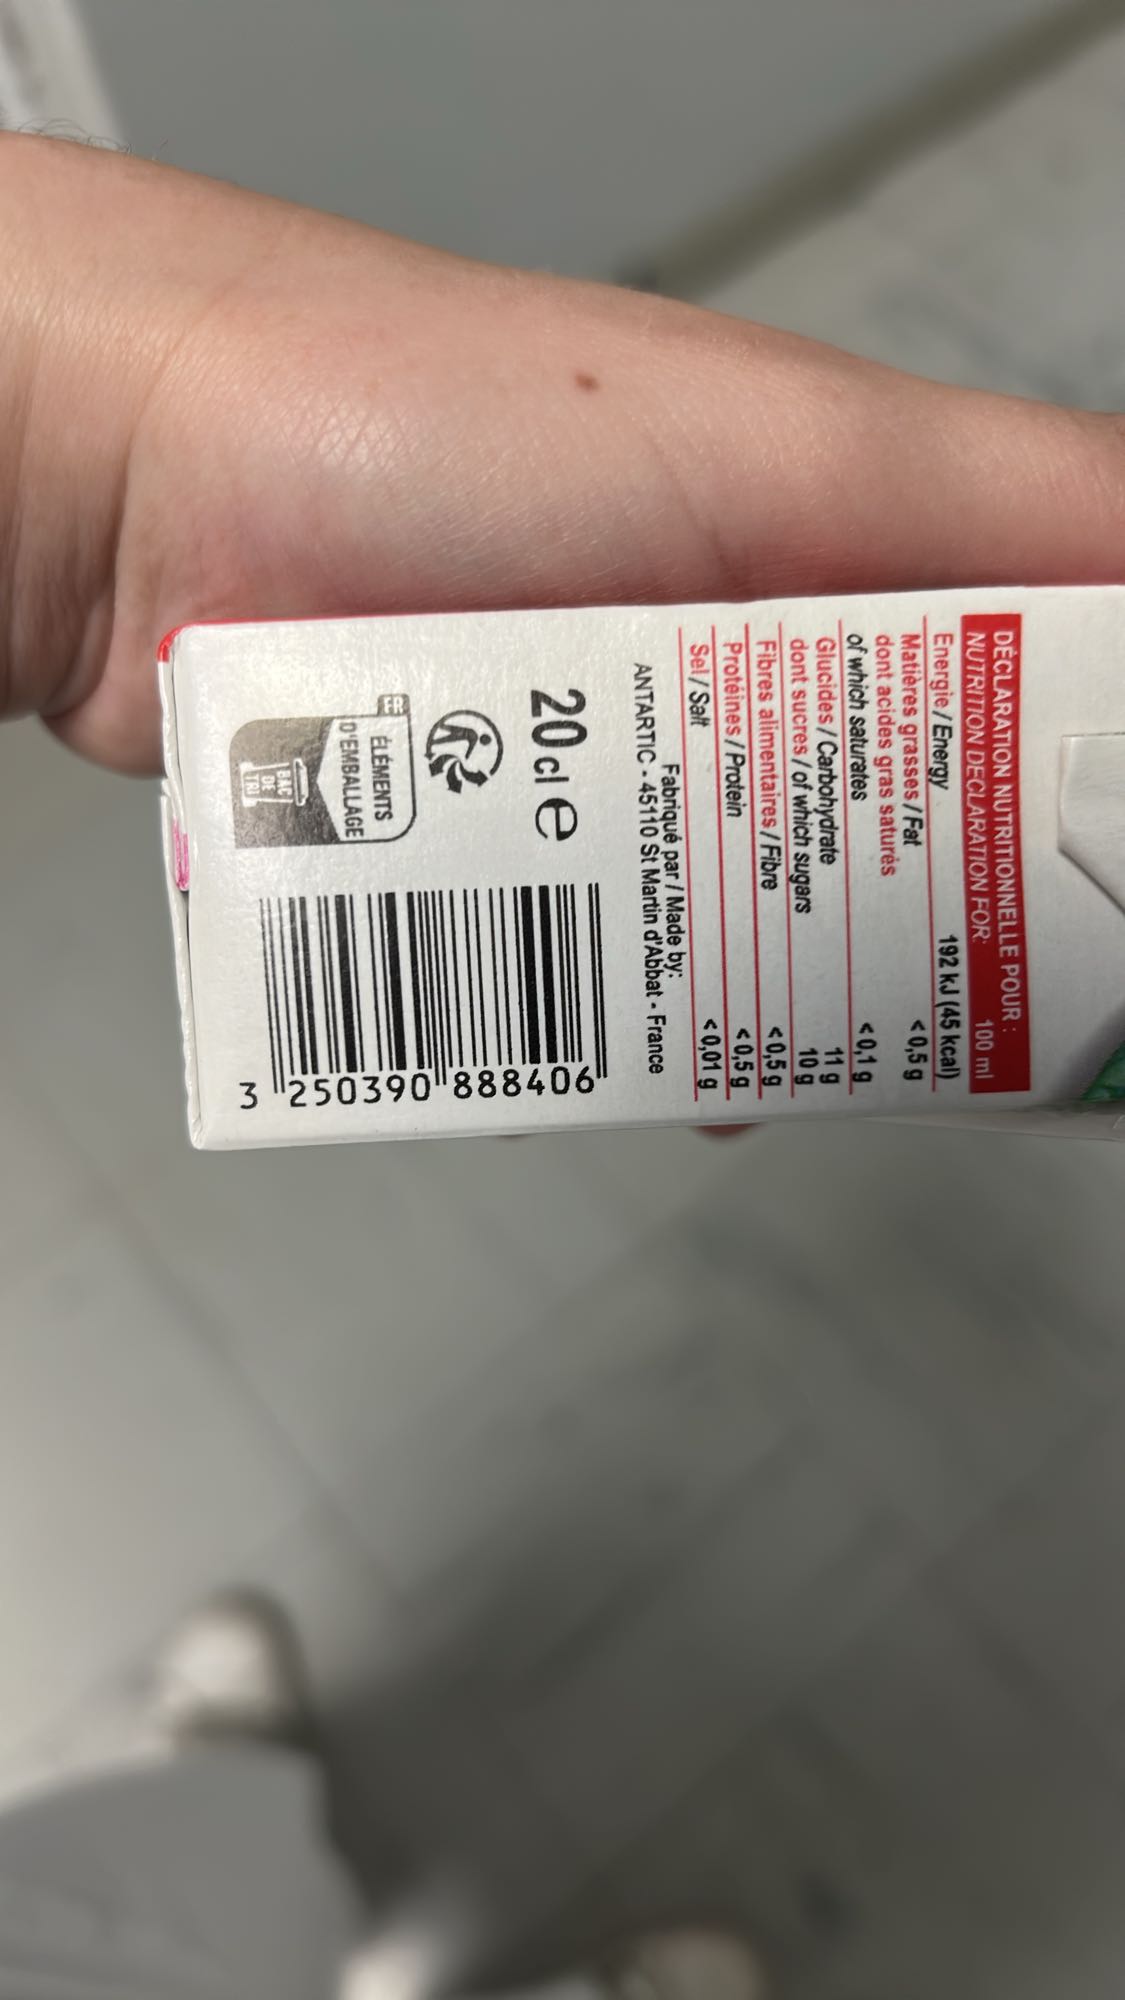 DÉCLARATION NUTRITIONNELLE POUR :
NUTRITION DECLARATION FOR: 100 ml
Energie / Energy 192 kJ (45 kcal)
Matières grasses / Fat < 0,5 g
dont acides gras saturés
of which saturates < 0,1 g
Glucides / Carbohydrate 11 g
dont sucres / of which sugars 10 g
Fibres alimentaires / Fibre < 0,5 g
Protéines / Protein < 0,5 g
Sel / Salt < 0,01 g
Fabriqué par / Made by:
ANTARTIC - 45110 St Martin d'Abbat - France
20 cl e
FR
ÉLÉMENTS
D'EMBALLAGE
BAC
DE
TRI
3 250390 888406